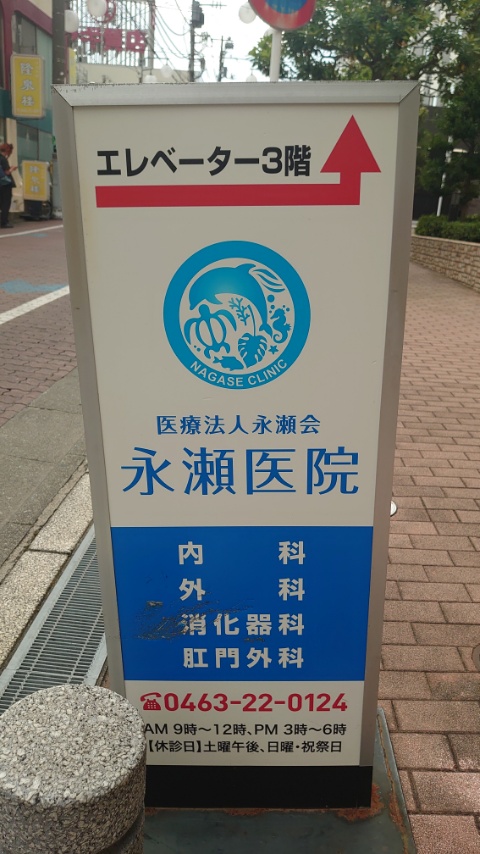 エレベーター3階
NAGASE CLINIC
医療法人永瀬会
永瀬医院
内科
外科
消化器科
肛門外科
☎0463-22-0124
AM 9時～12時、PM 3時～6時
【休診日】土曜午後、日曜・祝祭日